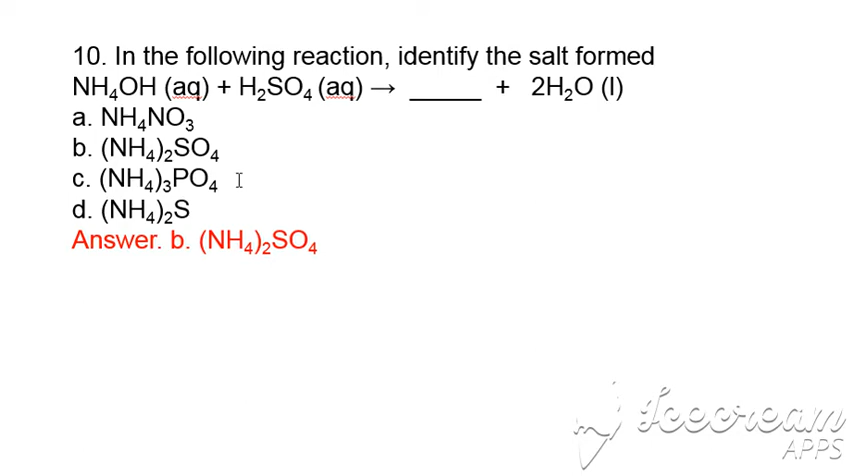 10. In the following reaction, identify the salt formed
NH₄OH (aq) + H₂SO₄ (aq) → _____ + 2H₂O (l)
a. NH₄NO₃
b. (NH₄)₂SO₄
c. (NH₄)₃PO₄
d. (NH₄)₂S
Answer. b. (NH₄)₂SO₄
Icecream
APPS